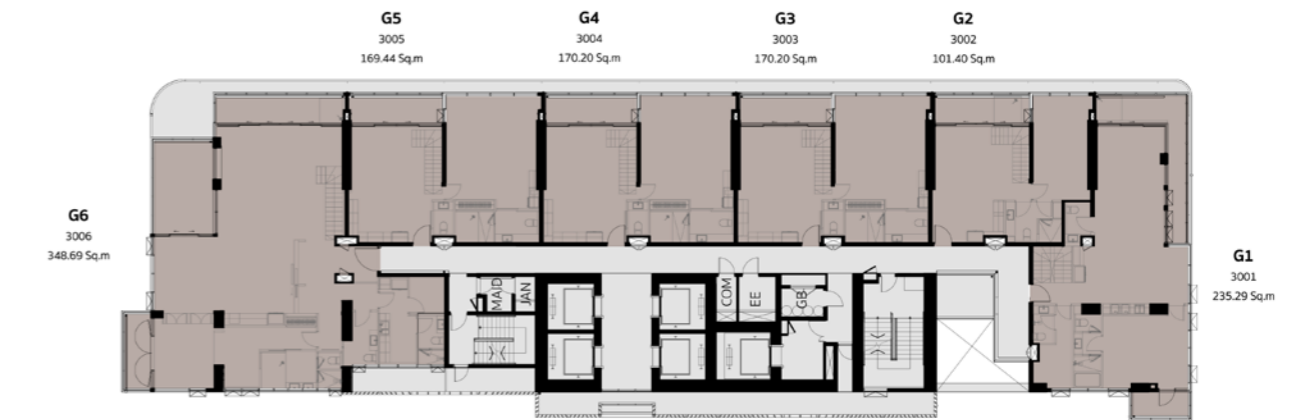 G5
3005
169.44 Sq.m
G4
3004
170.20 Sq.m
G3
3003
170.20 Sq.m
G2
3002
101.40 Sq.m
G6
3006
348.69 Sq.m
G1
3001
235.29 Sq.m
MAID
JAN
COM
EE
GB